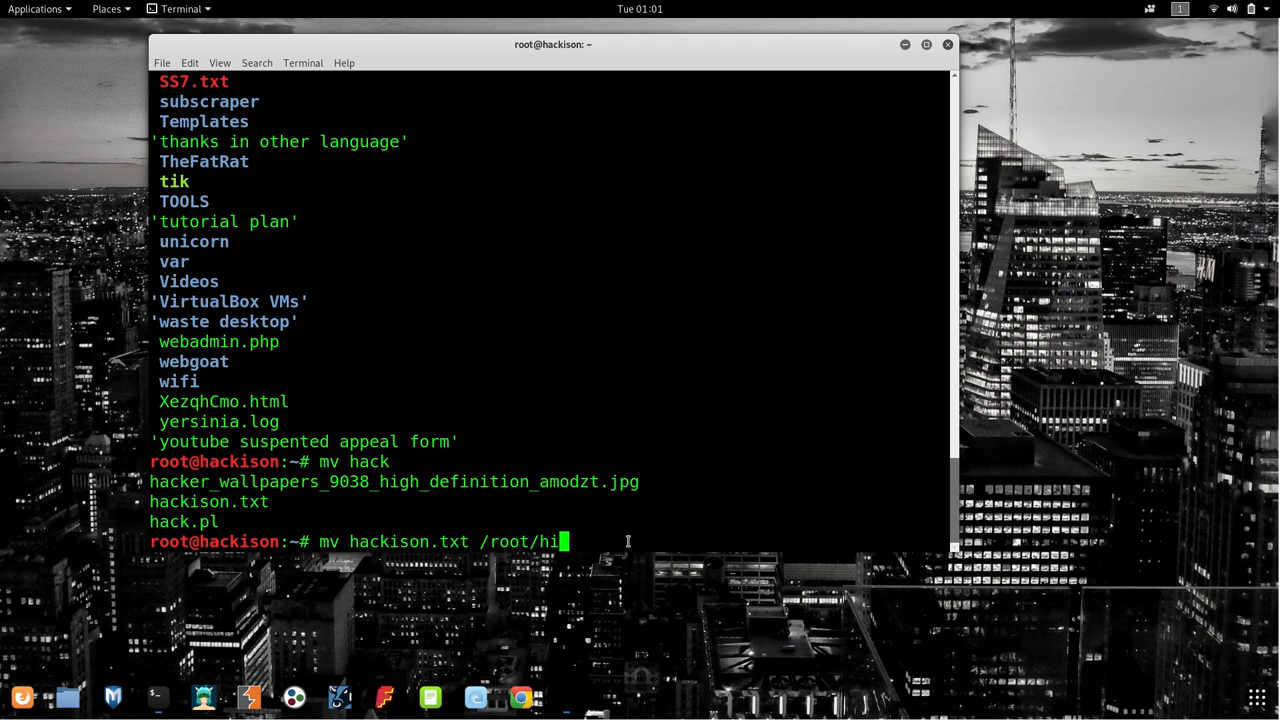 Applications Places Terminal Tue 01:01 1
root@hackison: ~
File Edit View Search Terminal Help
SS7.txt
subscraper
Templates
'thanks in other language'
TheFatRat
tik
TOOLS
'tutorial plan'
unicorn
var
Videos
'VirtualBox VMs'
'waste desktop'
webadmin.php
webgoat
wifi
XezqhCmo.html
yersinia.log
'youtube suspented appeal form'
root@hackison:~# mv hack
hacker_wallpapers_9038_high_definition_amodzt.jpg
hackison.txt
hack.pl
root@hackison:~# mv hackison.txt /root/hi